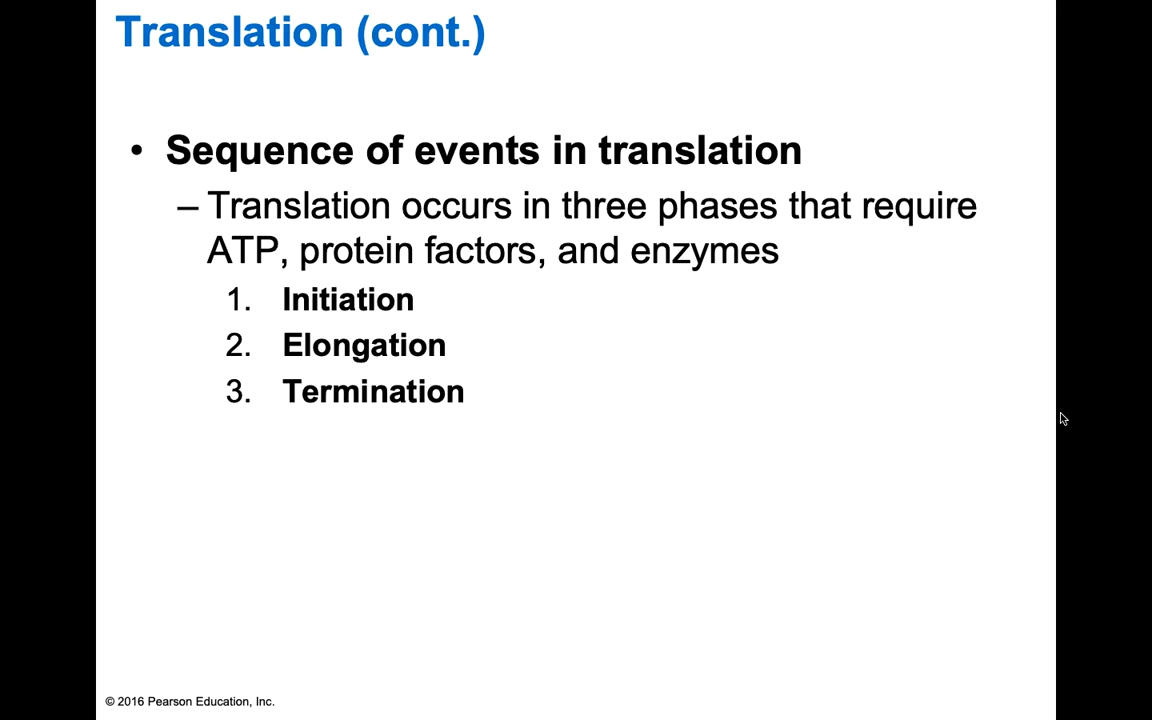 Translation (cont.)
• Sequence of events in translation
– Translation occurs in three phases that require
ATP, protein factors, and enzymes
1. Initiation
2. Elongation
3. Termination
© 2016 Pearson Education, Inc.